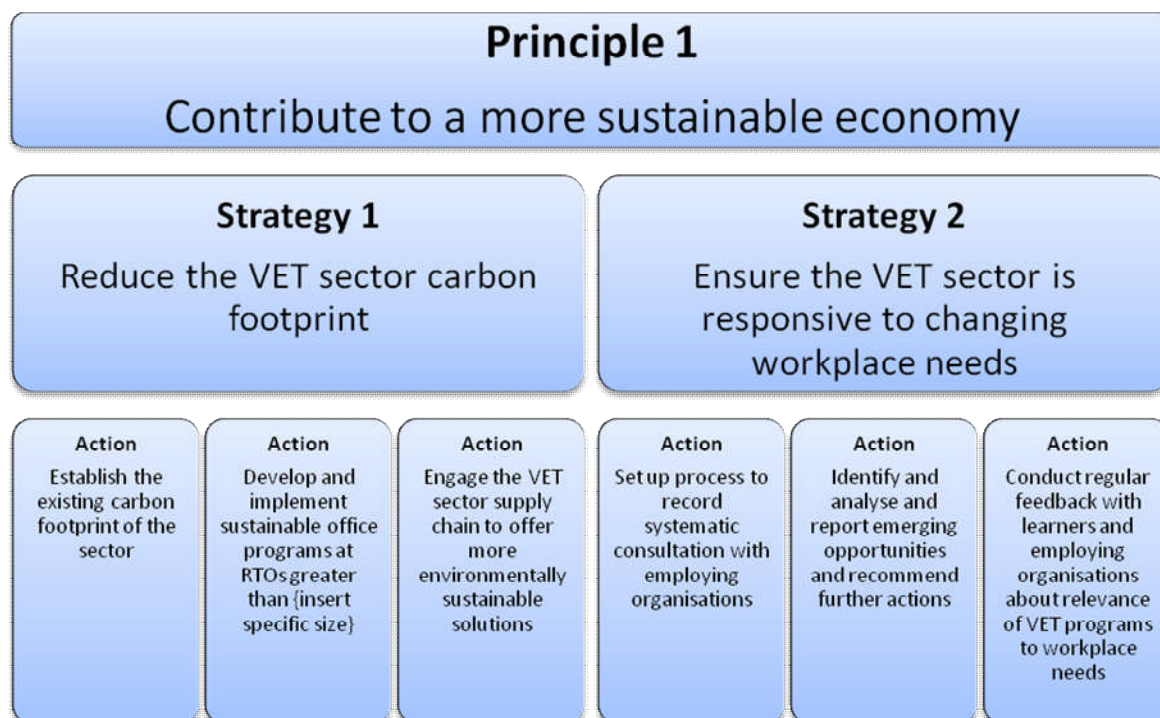 Principle 1
Contribute to a more sustainable economy
Strategy 1
Reduce the VET sector carbon
footprint
Strategy 2
Ensure the VET sector is
responsive to changing
workplace needs
Action
Establish the
existing carbon
footprint of the
sector
Action
Develop and
implement
sustainable office
programs at
RTOs greater
than {insert
specific size}
Action
Engage the VET
sector supply
chain to offer
more
environmentally
sustainable
solutions
Action
Set up process to
record
systematic
consultation with
employing
organisations
Action
Identify and
analyse and
report emerging
opportunities
and recommend
further actions
Action
Conduct regular
feedback with
learners and
employing
organisations
about relevance
of VET programs
to workplace
needs